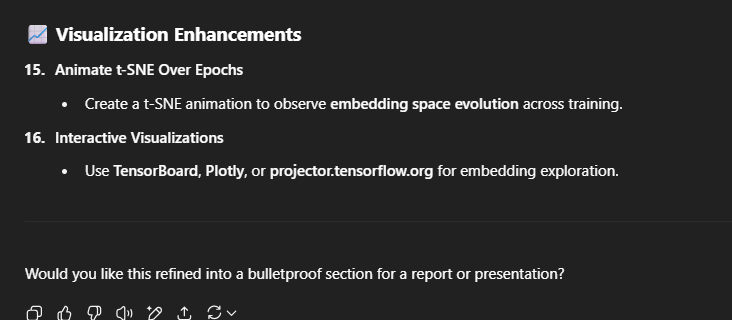 Visualization Enhancements
15. Animate t-SNE Over Epochs
• Create a t-SNE animation to observe embedding space evolution across training.
16. Interactive Visualizations
• Use TensorBoard, Plotly, or projector.tensorflow.org for embedding exploration.
Would you like this refined into a bulletproof section for a report or presentation?